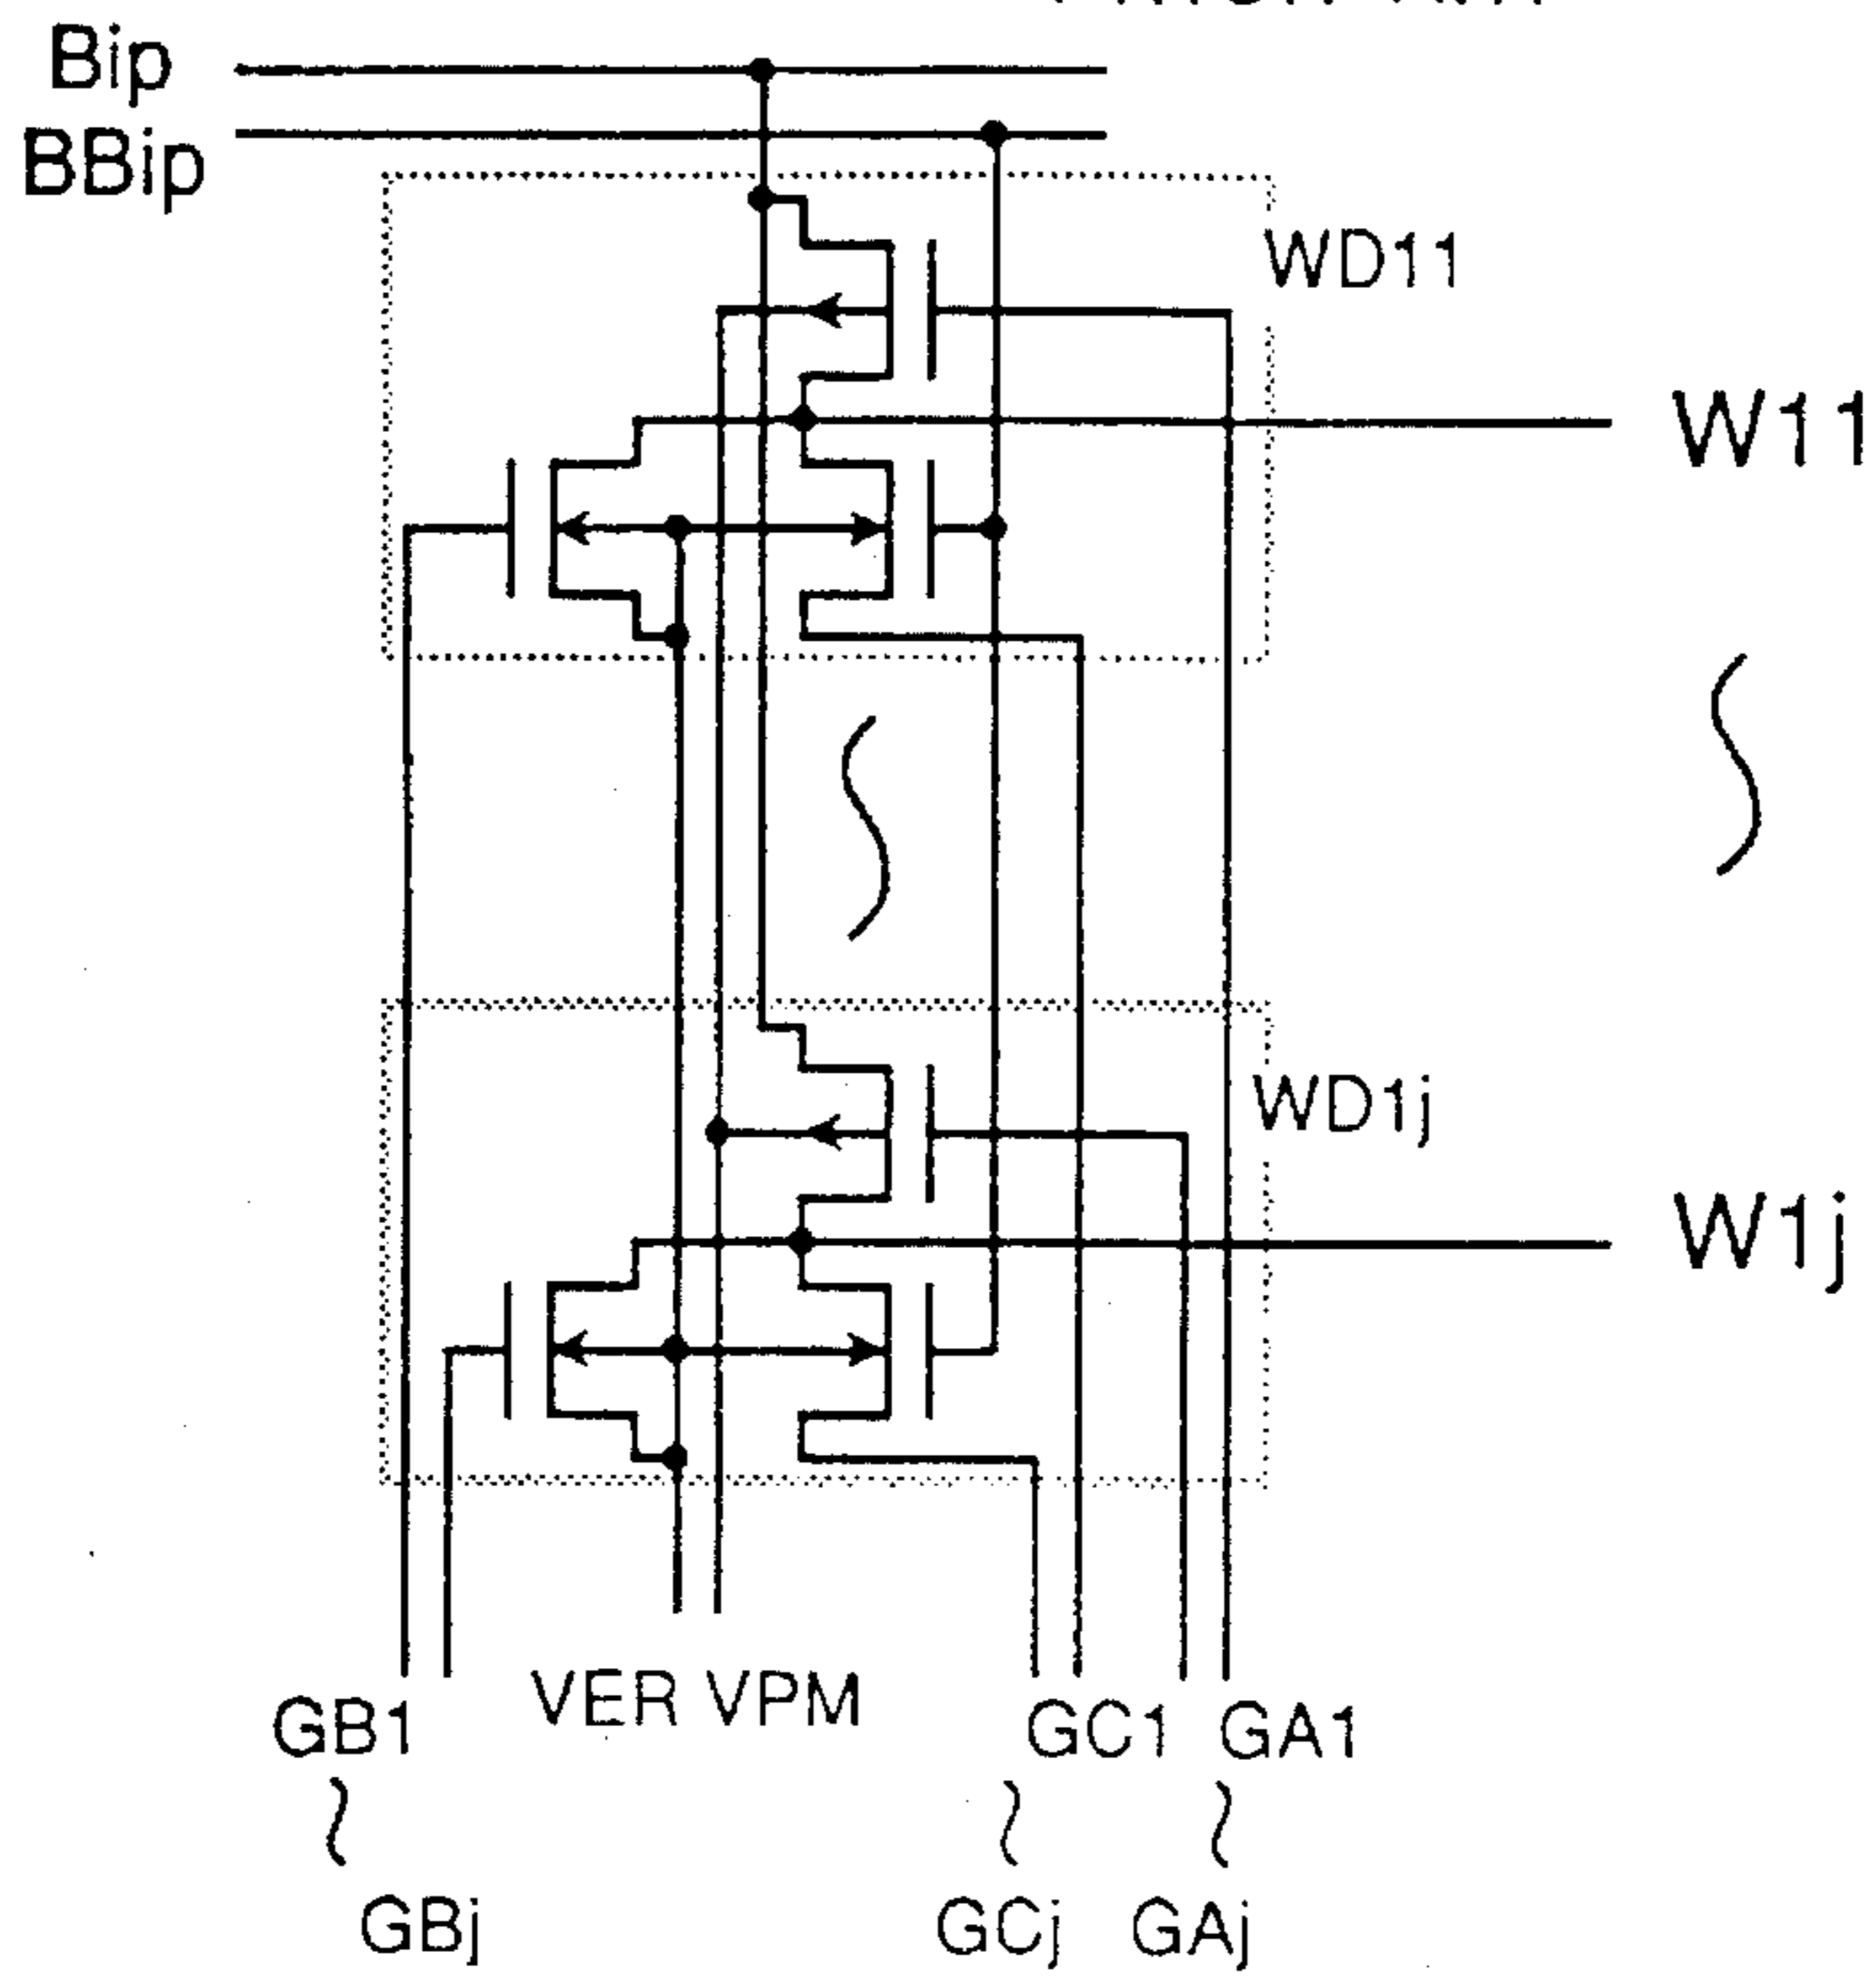 Bip
BBip
WD11
W11
WD1j
W1j
VER VPM
GB1
GC1 GA1
GBj
GCj GAj